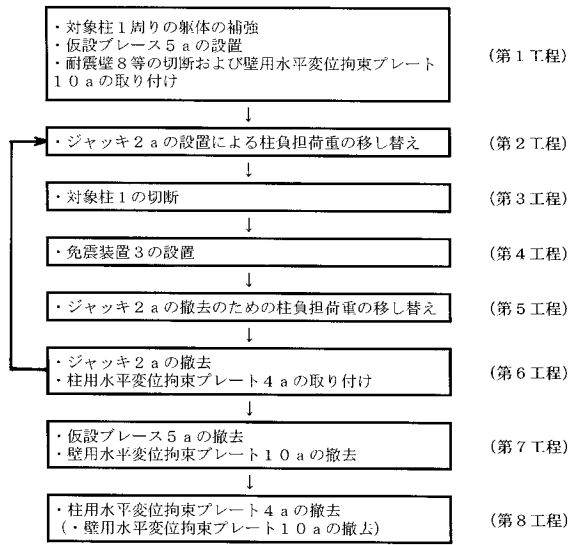 ・対象柱１周りの躯体の補強
・仮設ブレース５ａの設置
・耐震壁８等の切断および壁用水平変位拘束プレート
１０ａの取り付け
(第１工程)
↓
・ジャッキ２ａの設置による柱負担荷重の移し替え
(第２工程)
↓
・対象柱１の切断
(第３工程)
↓
・免震装置３の設置
(第４工程)
↓
・ジャッキ２ａの撤去のための柱負担荷重の移し替え
(第５工程)
↓
・ジャッキ２ａの撤去
・柱用水平変位拘束プレート４ａの取り付け
(第６工程)
↓
・仮設ブレース５ａの撤去
・壁用水平変位拘束プレート１０ａの撤去
(第７工程)
↓
・柱用水平変位拘束プレート４ａの撤去
(・壁用水平変位拘束プレート１０ａの撤去)
(第８工程)